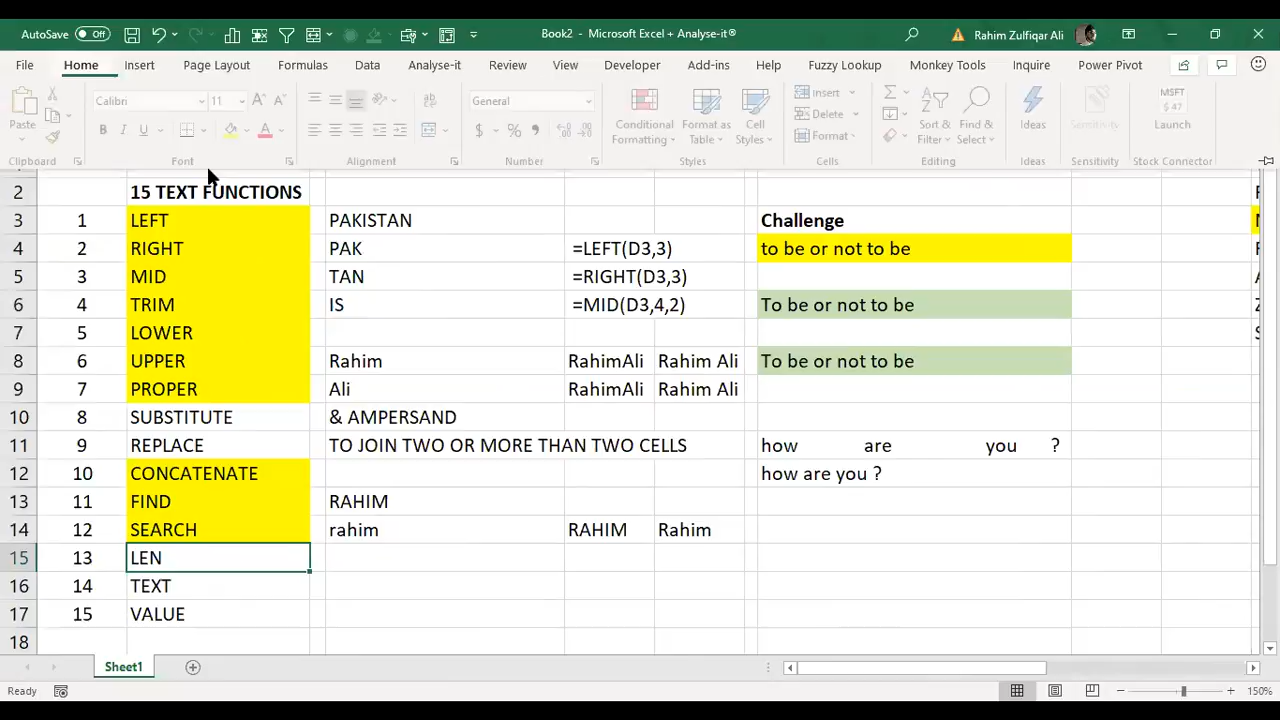 AutoSave Off Book2 - Microsoft Excel + Analyse-it® Rahim Zulfiqar Ali
File Home Insert Page Layout Formulas Data Analyse-it Review View Developer Add-ins Help Fuzzy Lookup Monkey Tools Inquire Power Pivot
Paste Calibri 11 B I U General $ % Conditional Formatting Format as Table Cell Styles Insert Delete Format Sort & Filter Find & Select Ideas Sensitivity MSFT $ 47 Launch
Clipboard Font Alignment Number Styles Cells Editing Ideas Sensitivity Stock Connector
2 15 TEXT FUNCTIONS
3 1 LEFT PAKISTAN Challenge
4 2 RIGHT PAK =LEFT(D3,3) to be or not to be
5 3 MID TAN =RIGHT(D3,3)
6 4 TRIM IS =MID(D3,4,2) To be or not to be
7 5 LOWER
8 6 UPPER Rahim RahimAli Rahim Ali To be or not to be
9 7 PROPER Ali RahimAli Rahim Ali
10 8 SUBSTITUTE & AMPERSAND
11 9 REPLACE TO JOIN TWO OR MORE THAN TWO CELLS how are you ?
12 10 CONCATENATE how are you ?
13 11 FIND RAHIM
14 12 SEARCH rahim RAHIM Rahim
15 13 LEN
16 14 TEXT
17 15 VALUE
18
Sheet1
Ready 150%